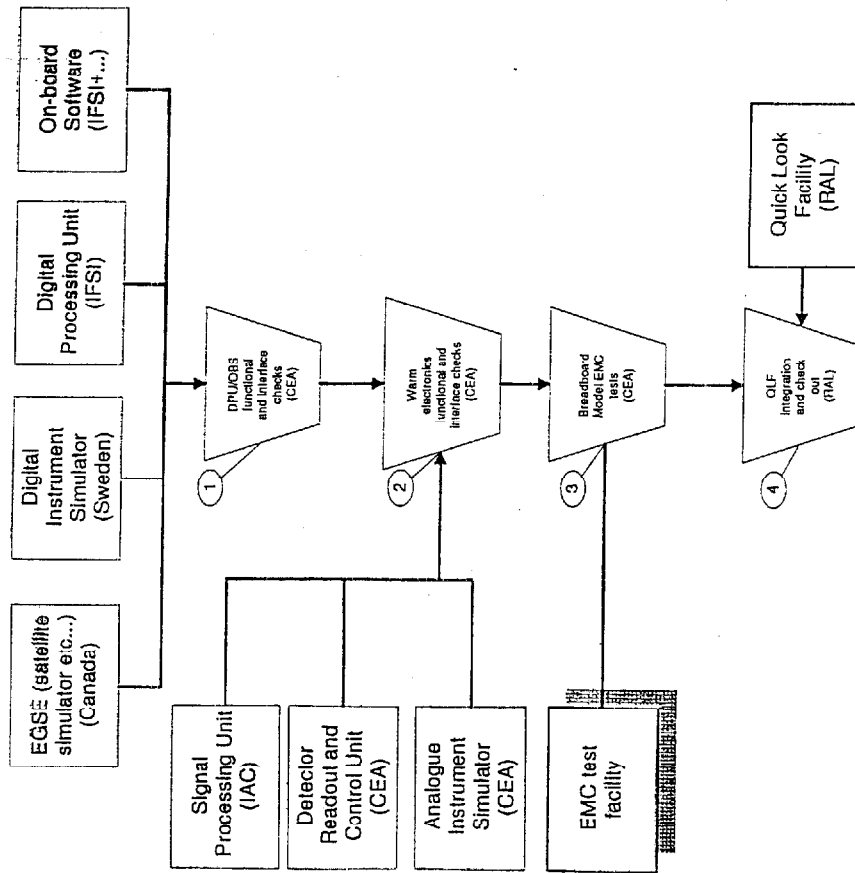 EGSE (satellite
simulator etc...)
(Canada)
Digital
Instrument
Simulator
(Sweden)
Digital
Processing Unit
(IFSI)
On-board
Software
(IFSI+...)
Signal
Processing Unit
(IAC)
Detector
Readout and
Control Unit
(CEA)
Analogue
Instrument
Simulator
(CEA)
EMC test
facility
1
DPU/OBS
functional
and interface
checks
(CEA)
2
Warm
electronics
functional and
interface checks
(CEA)
3
Breadboard
Model EMC
tests
(CEA)
4
QLF
Integration
and check
out
(RAL)
Quick Look
Facility
(RAL)